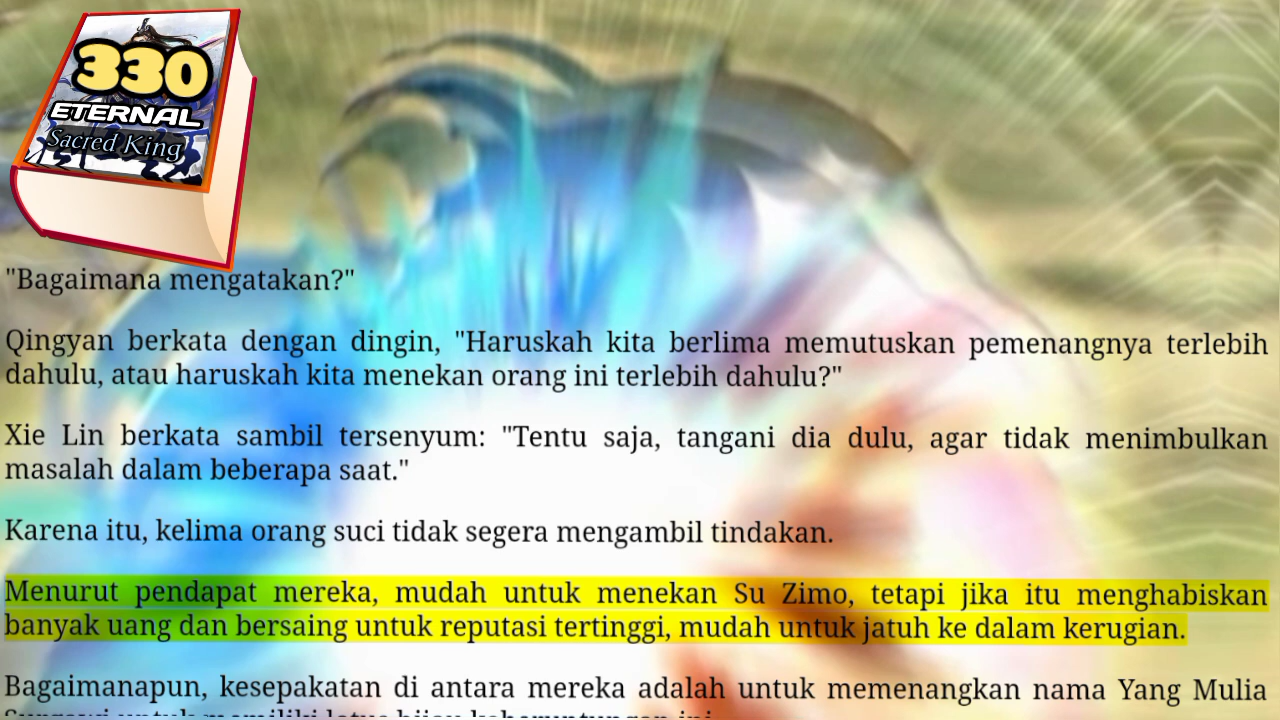 330
ETERNAL
Sacred King
"Bagaimana mengatakan?"
Qingyan berkata dengan dingin, "Haruskah kita berlima memutuskan pemenangnya terlebih
dahulu, atau haruskah kita menekan orang ini terlebih dahulu?"
Xie Lin berkata sambil tersenyum: "Tentu saja, tangani dia dulu, agar tidak menimbulkan
masalah dalam beberapa saat."
Karena itu, kelima orang suci tidak segera mengambil tindakan.
Menurut pendapat mereka, mudah untuk menekan Su Zimo, tetapi jika itu menghabiskan
banyak uang dan bersaing untuk reputasi tertinggi, mudah untuk jatuh ke dalam kerugian.
Bagaimanapun, kesepakatan di antara mereka adalah untuk memenangkan nama Yang Mulia